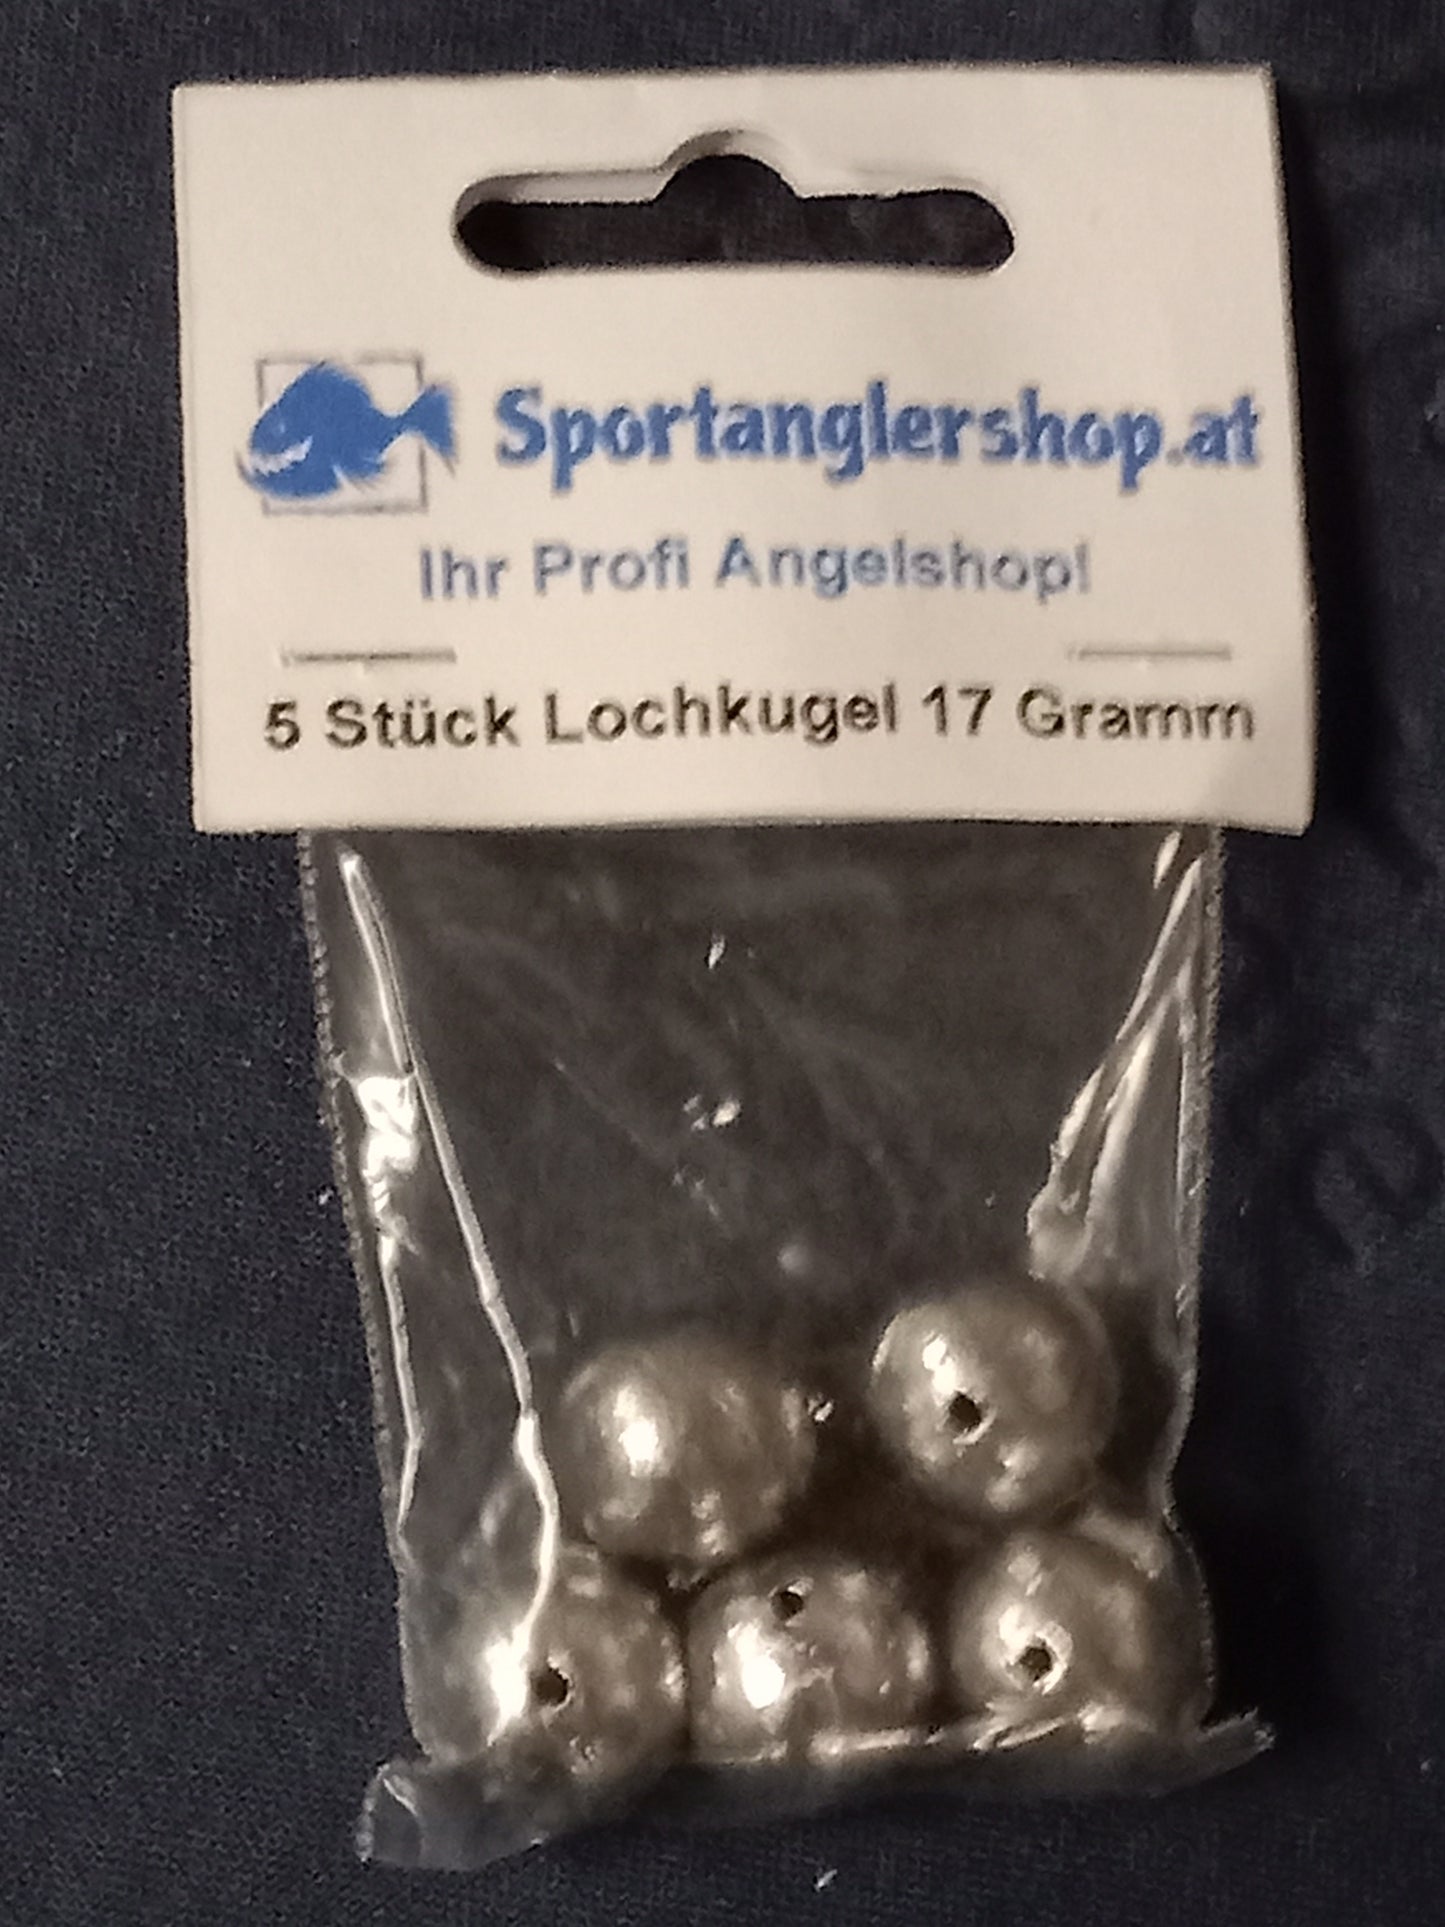 Sportanglershop.at
Ihr Profi Angelshop!
5 Stück Lochkugel 17 Gramm